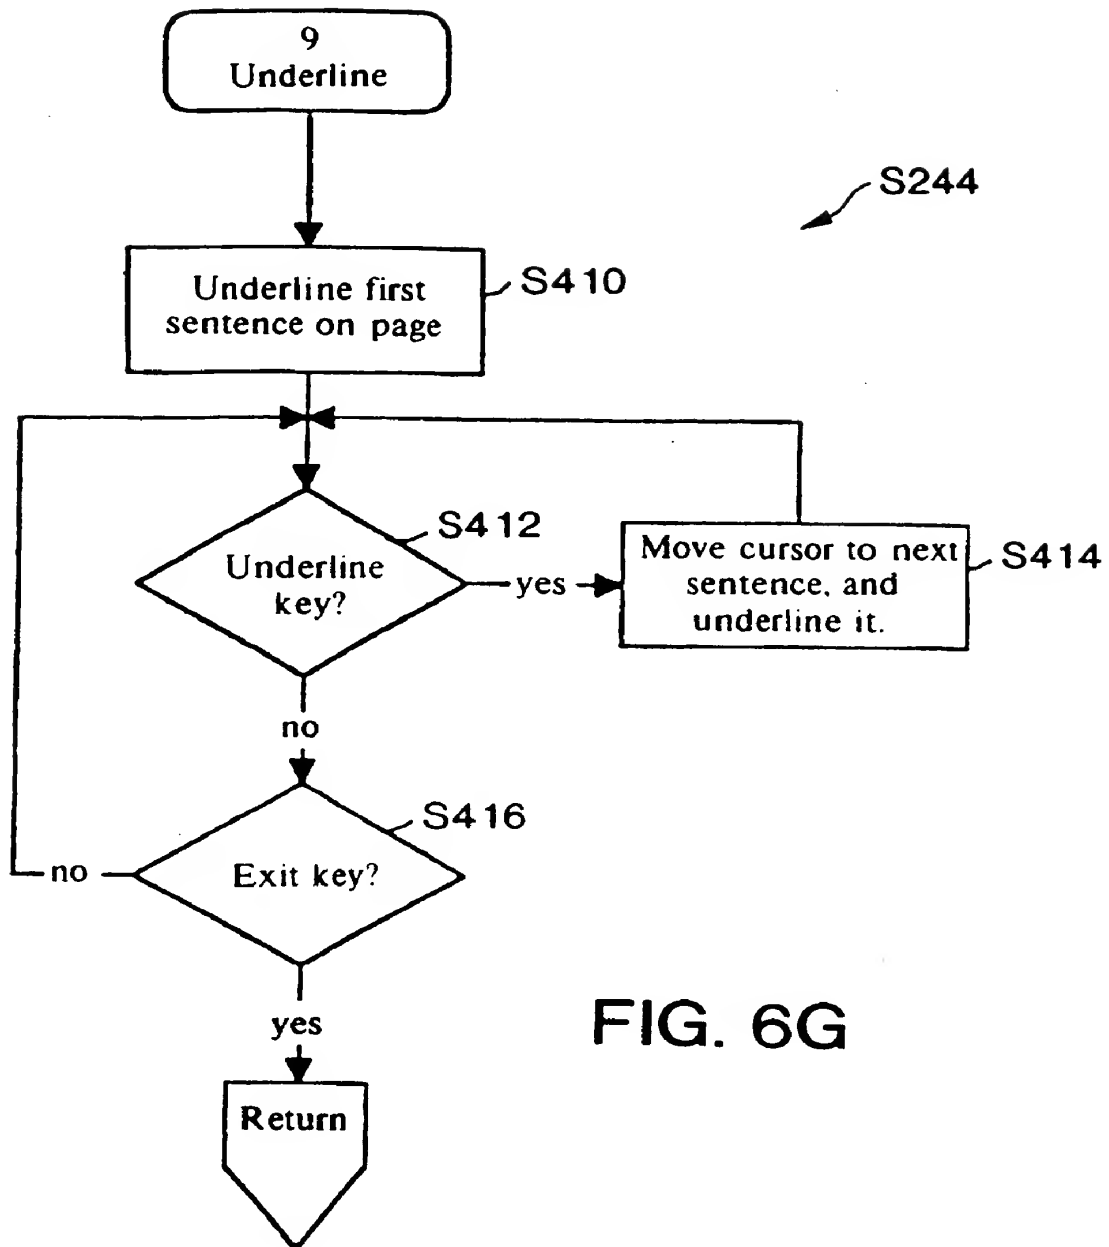 9
Underline
S244
Underline first
sentence on page
S410
Underline
key?
S412
yes
Move cursor to next
sentence, and
underline it.
S414
no
Exit key?
S416
no
yes
Return
FIG. 6G